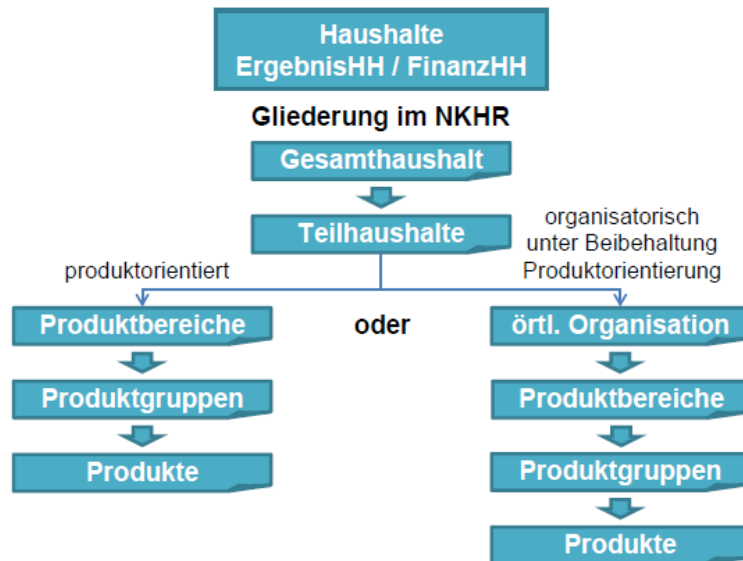 Haushalte
ErgebnisHH / FinanzHH
Gliederung im NKHR
Gesamthaushalt
Teilhaushalte
produktorientiert
organisatorisch
unter Beibehaltung
Produktorientierung
Produktbereiche
oder
örtl. Organisation
Produktgruppen
Produktbereiche
Produkte
Produktgruppen
Produkte